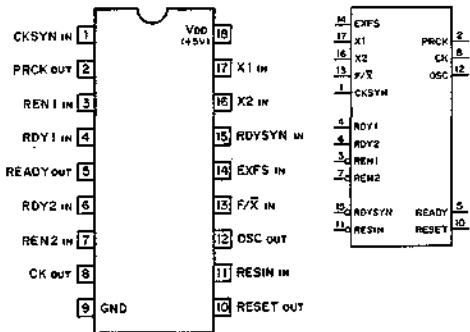 CKSYN IN 1
PRCK OUT 2
REN1 IN 3
RDY1 IN 4
READY OUT 5
RDY2 IN 6
REN2 IN 7
CK OUT 8
9 GND
VDD (+5V) 18
17 X1 IN
16 X2 IN
15 RDYSYN IN
14 EXFS IN
13 F/X̅ IN
12 OSC OUT
11 RESIN IN
10 RESET OUT
14 EXFS
17 X1
16 X2
13 F/X̅
1 CKSYN
4 RDY1
4 RDY2
3 REN1
7 REN2
15 RDYSYN
11 RESIN
PRCK 2
CK 8
OSC 12
READY 5
RESET 10